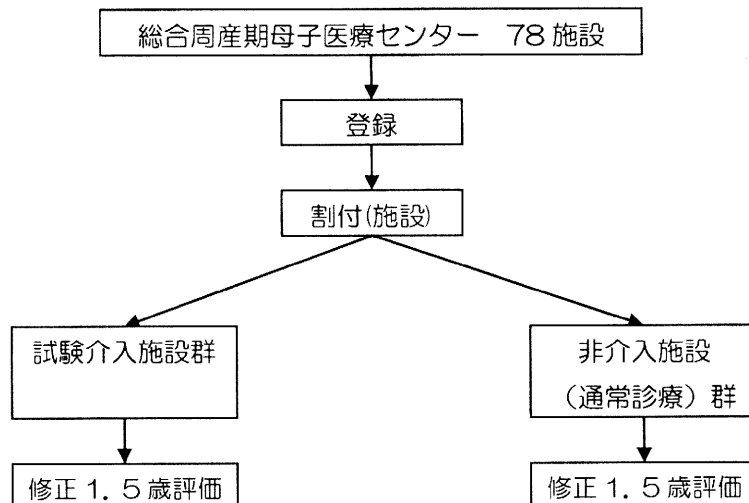 総合周産期母子医療センター　78施設
登録
割付(施設)
試験介入施設群
非介入施設
（通常診療）群
修正１．５歳評価
修正１．５歳評価